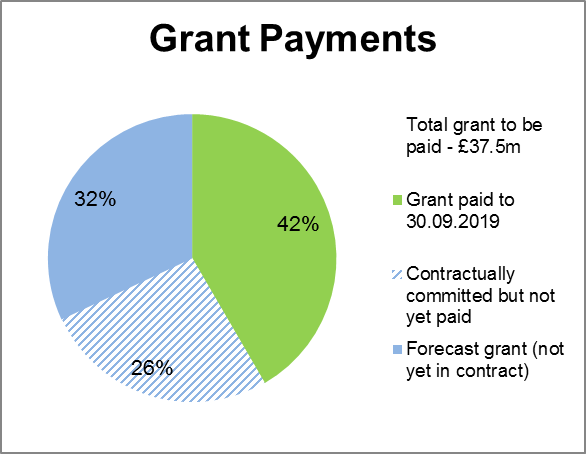 Grant Payments
32%
42%
26%
Total grant to be
paid - £37.5m
Grant paid to
30.09.2019
Contractually
committed but not
yet paid
Forecast grant (not
yet in contract)